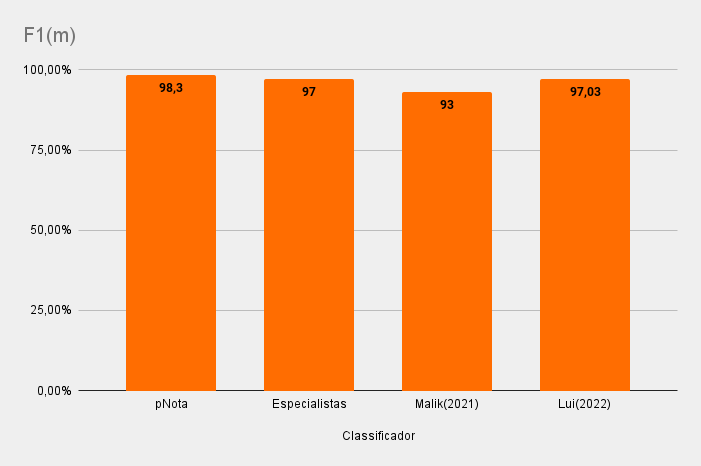 F1(m)
100,00%
98,3
97
93
97,03
75,00%
50,00%
25,00%
0,00%
pNota
Especialistas
Malik(2021)
Lui(2022)
Classificador